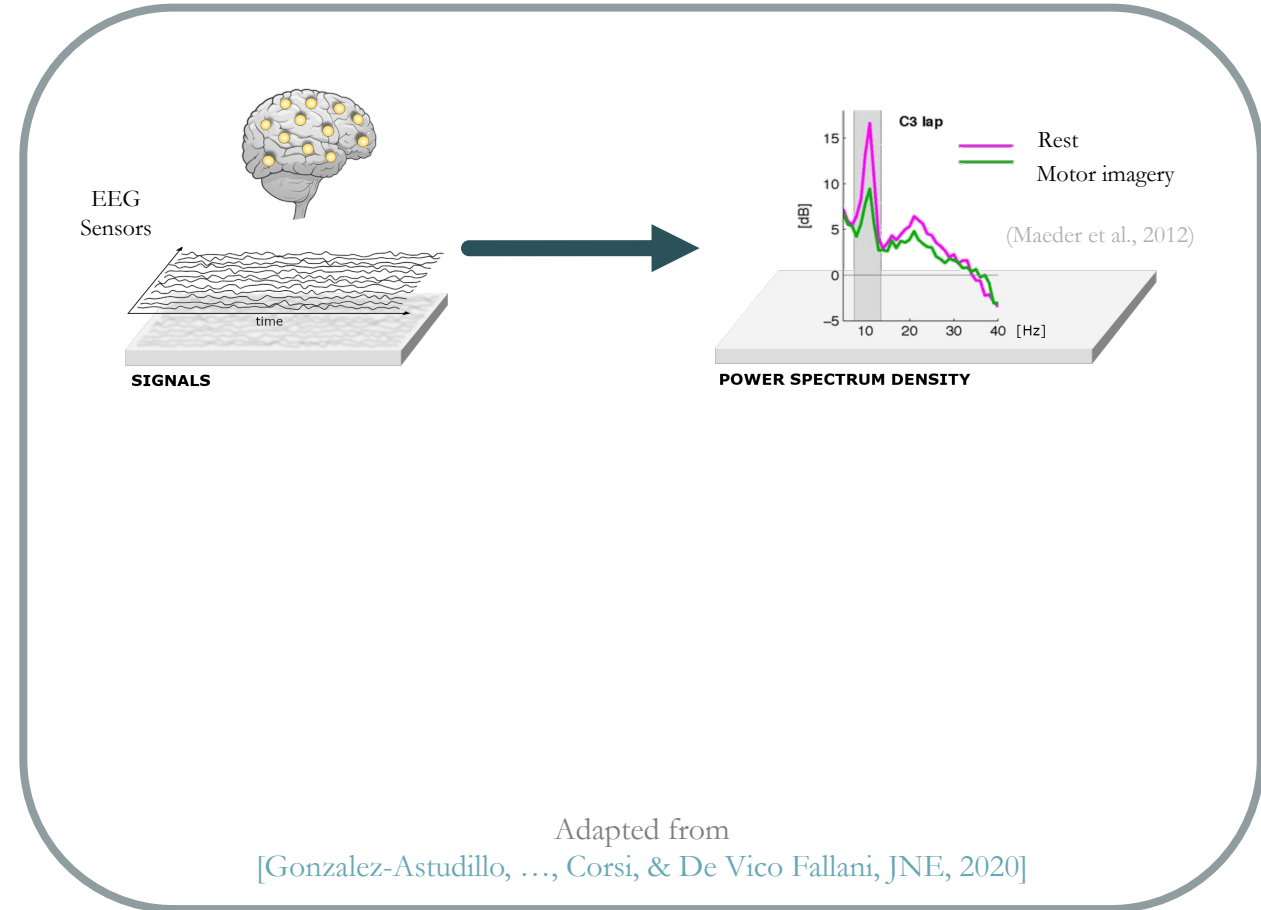 EEG
Sensors
time
SIGNALS
C3 lap
Rest
Motor imagery
(Maeder et al., 2012)
[dB]
15
10
5
0
−5
10 20 30 40 [Hz]
POWER SPECTRUM DENSITY
Adapted from
[Gonzalez-Astudillo, …, Corsi, & De Vico Fallani, JNE, 2020]